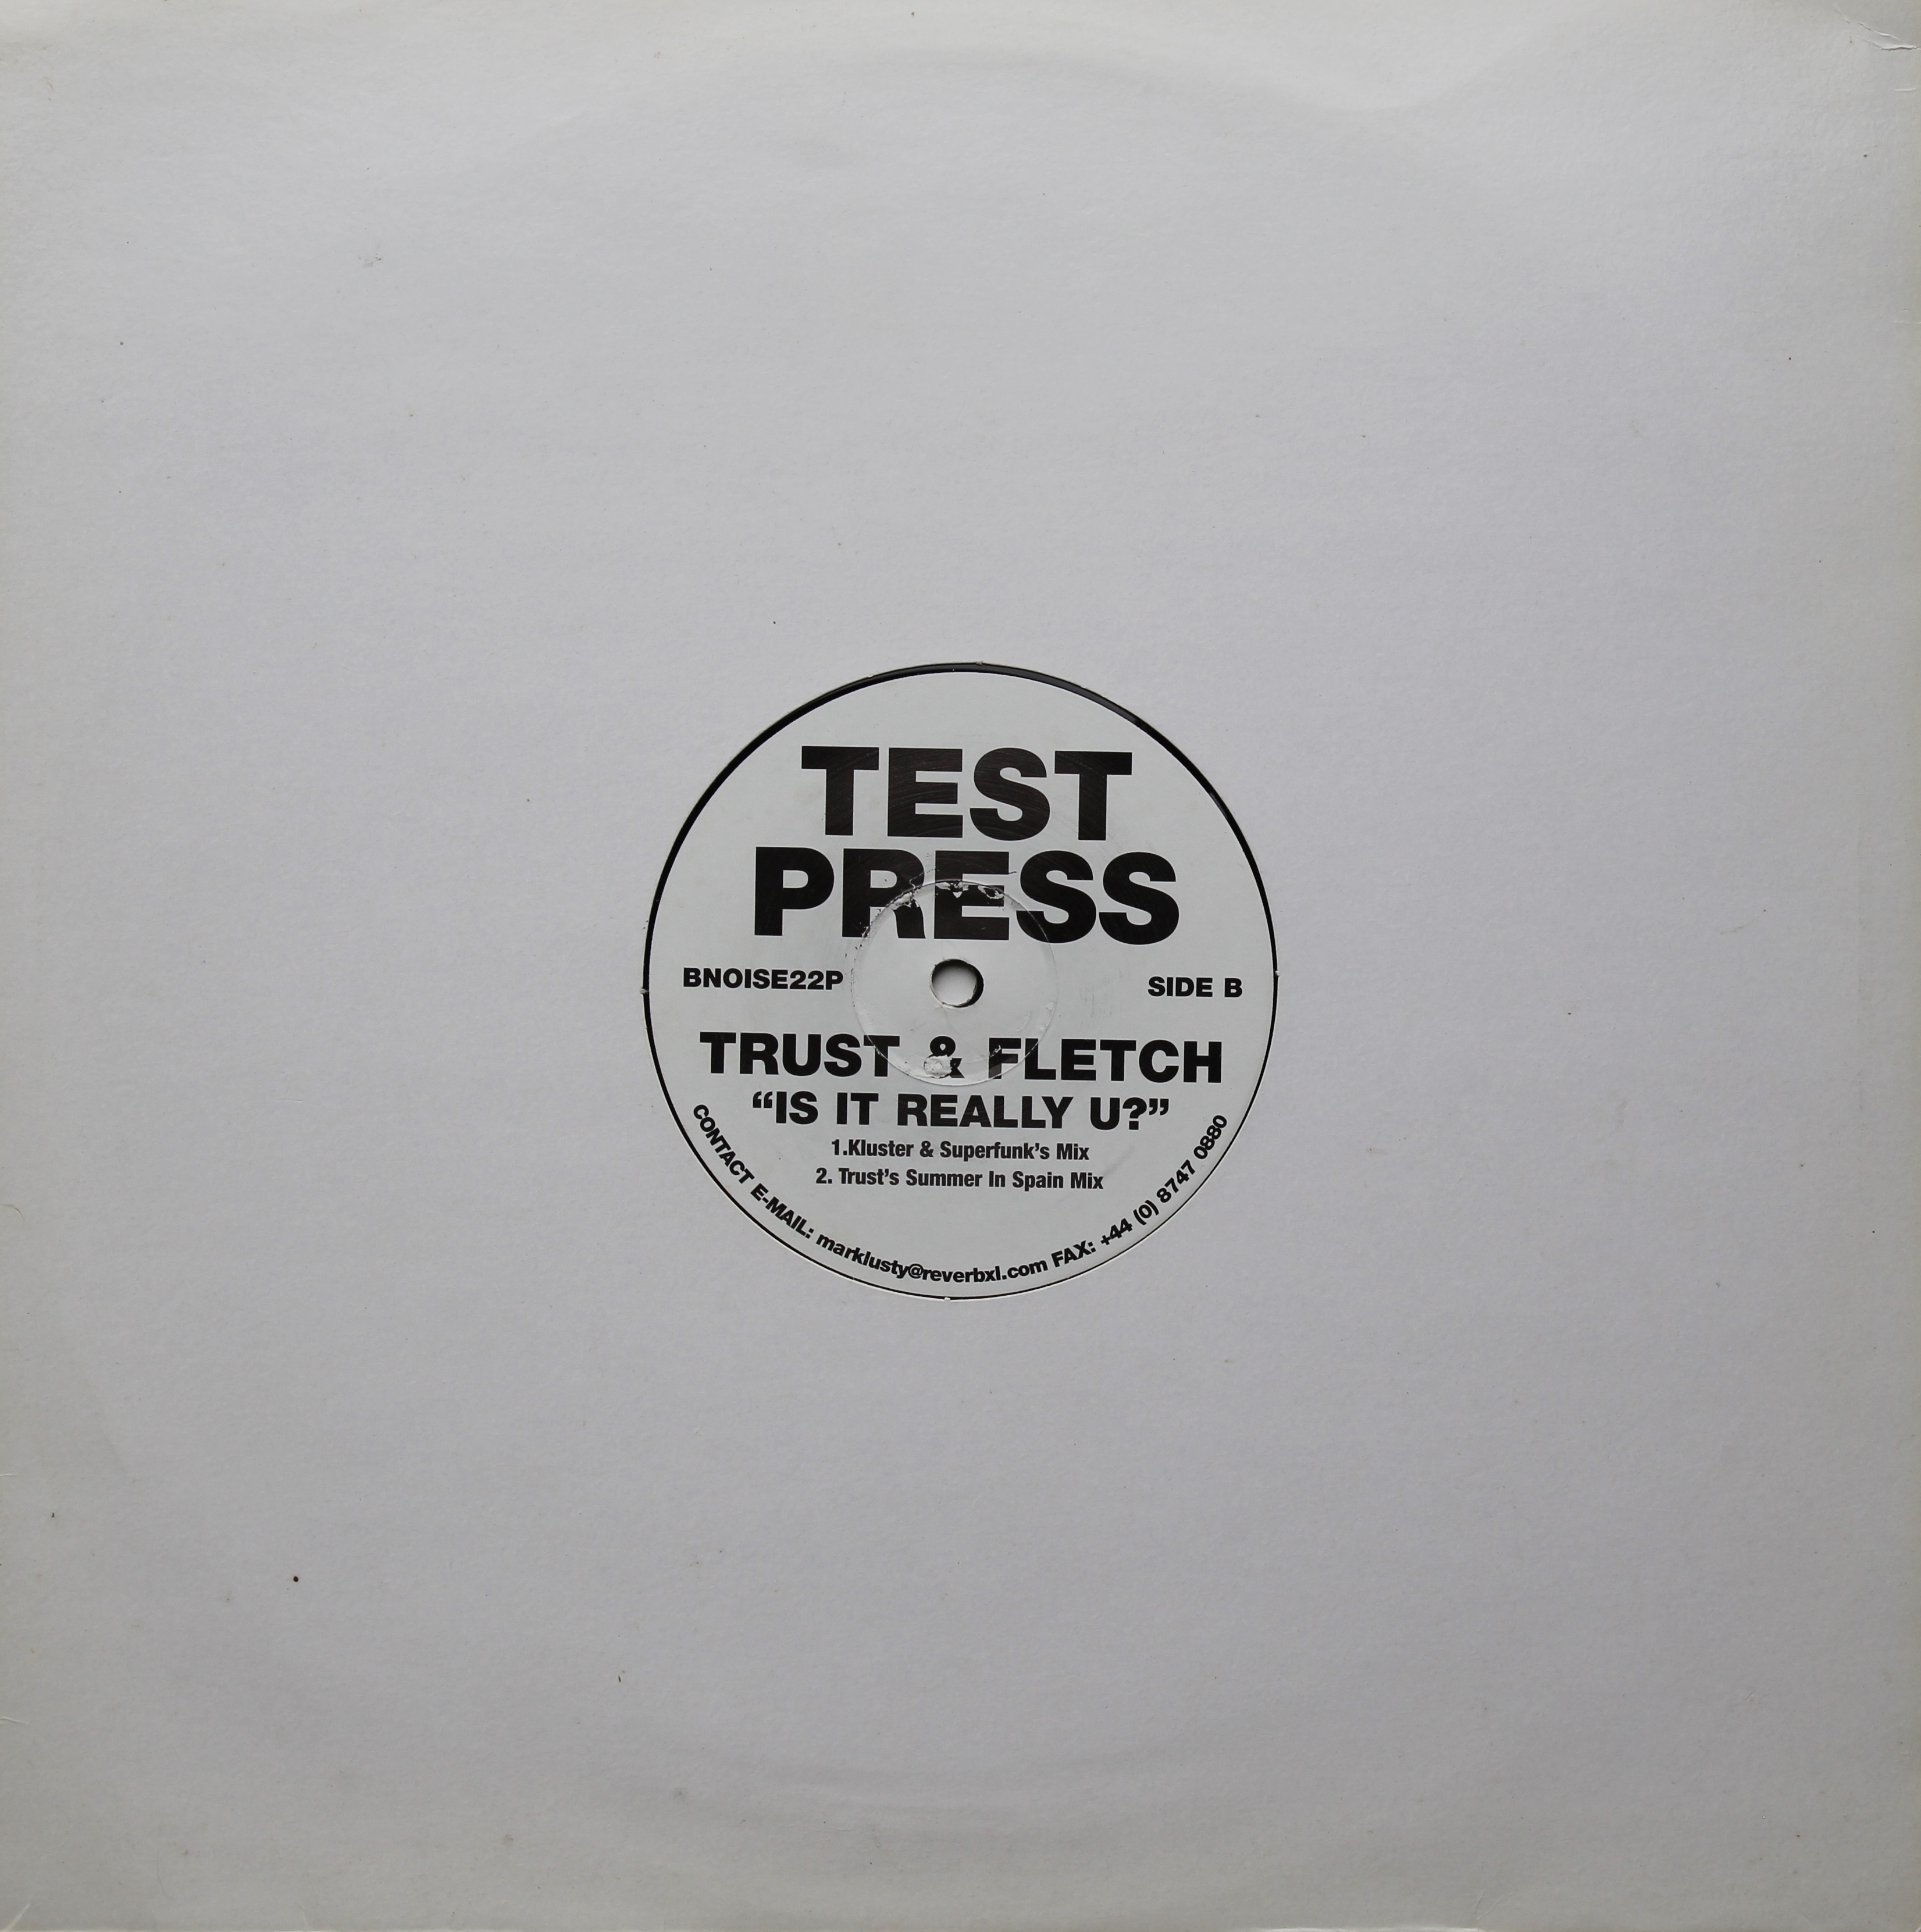 TEST
PRESS
BNOISE22P
SIDE B
TRUST & FLETCH
“IS IT REALLY U?”
1.Kluster & Superfunk’s Mix
2. Trust’s Summer In Spain Mix
CONTACT E-MAIL: marklusty@reverbxl.com FAX: +44 (0) 8747 0880